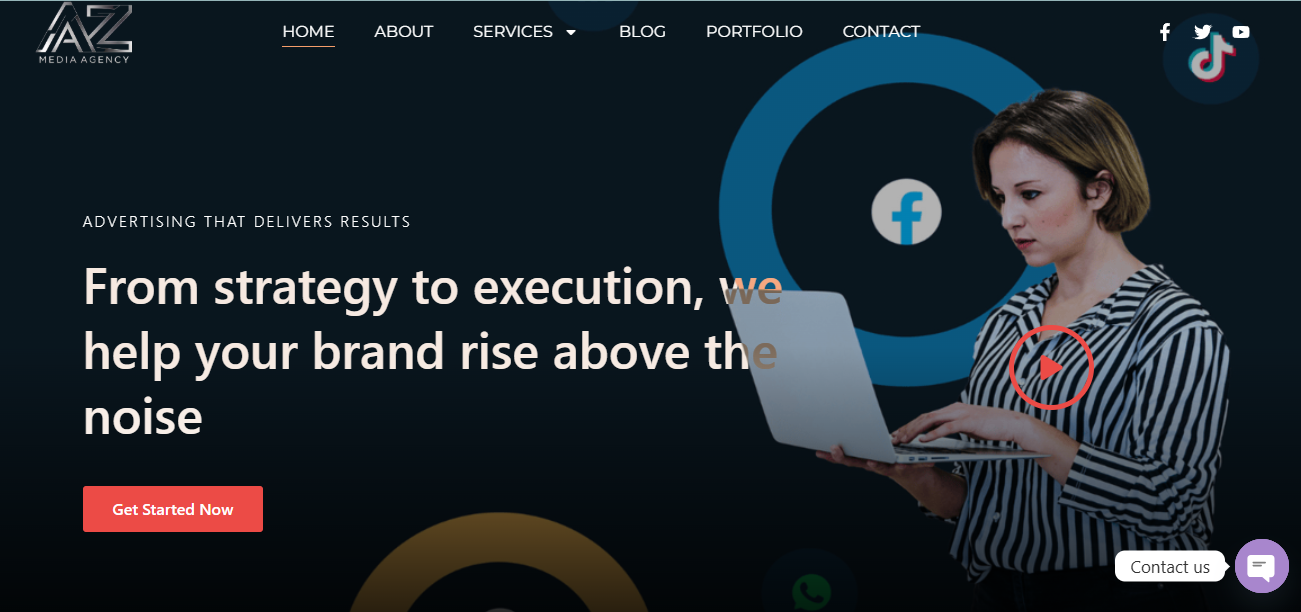 AZ
MEDIA AGENCY
HOME ABOUT SERVICES BLOG PORTFOLIO CONTACT
ADVERTISING THAT DELIVERS RESULTS
From strategy to execution, we
help your brand rise above the
noise
Get Started Now
Contact us